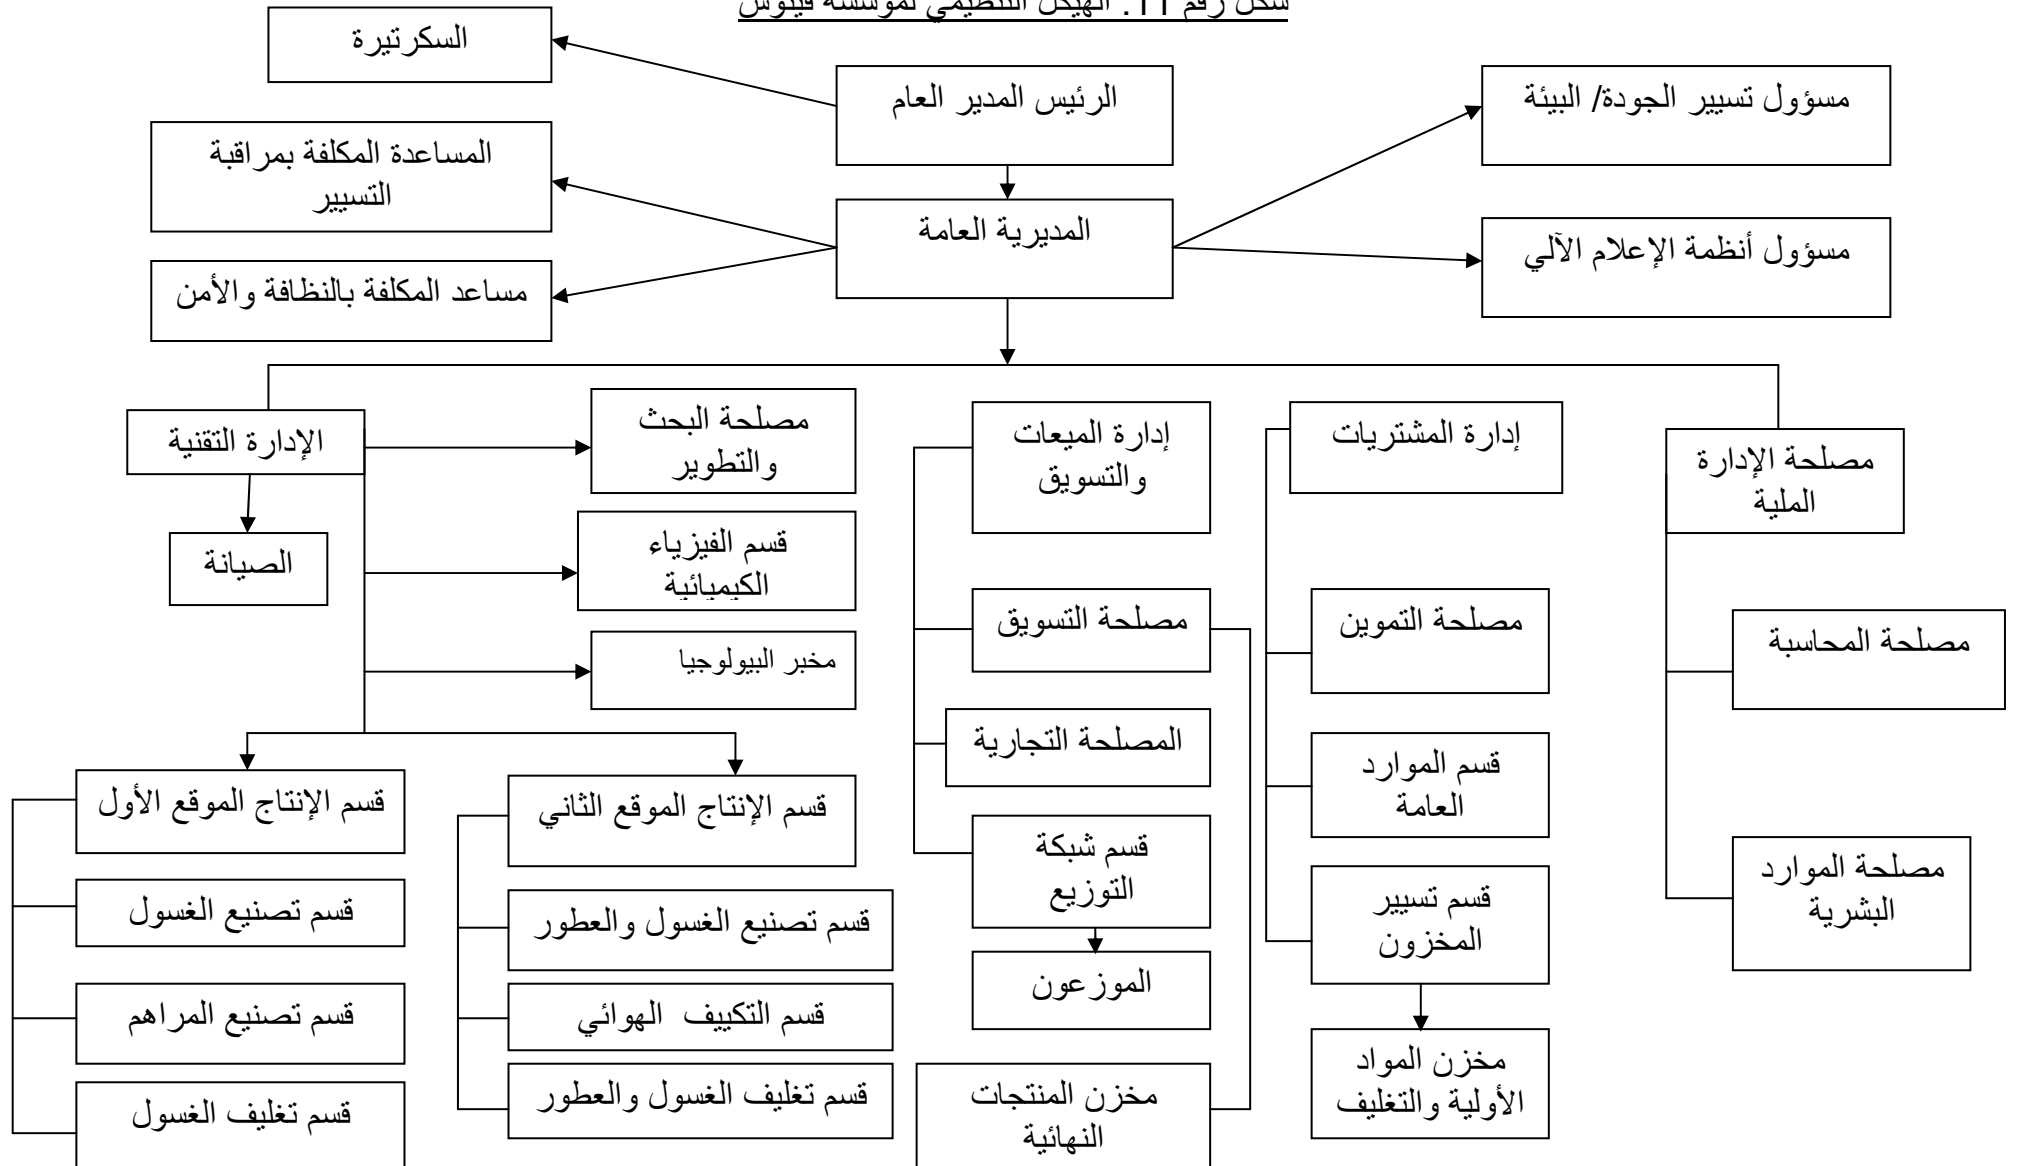 شكل رقم 11: الهيكل التنظيمي لمؤسسة فينوس
السكرتيرة
الرئيس المدير العام
مسؤول تسيير الجودة/ البيئة
المساعدة المكلفة بمراقبة
التسيير
المديرية العامة
مسؤول أنظمة الإعلام الآلي
مساعد المكلفة بالنظافة والأمن
مصلحة الإدارة
الملية
إدارة المشتريات
إدارة الميعات
والتسويق
مصلحة البحث
والتطوير
الإدارة التقنية
قسم الفيزياء
الكيميائية
الصيانة
مصلحة المحاسبة
مصلحة التموين
مصلحة التسويق
مخبر البيولوجيا
المصلحة التجارية
قسم الموارد
العامة
قسم الإنتاج الموقع الثاني
قسم الإنتاج الموقع الأول
مصلحة الموارد
البشرية
قسم تسيير
المخزون
قسم شبكة
التوزيع
قسم تصنيع الغسول والعطور
قسم تصنيع الغسول
الموزعون
قسم التكييف الهوائي
قسم تصنيع المراهم
مخزن المواد
الأولية والتغليف
مخزن المنتجات
النهائية
قسم تغليف الغسول والعطور
قسم تغليف الغسول